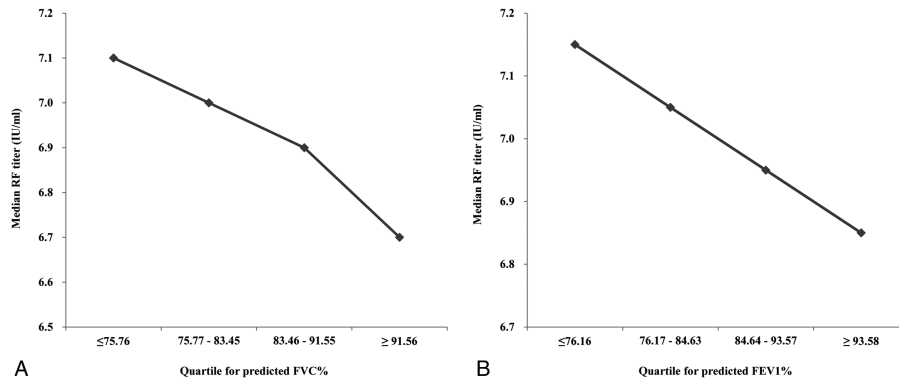 7.2
7.1
7.0
6.9
6.8
6.7
6.6
6.5
Median RF titer (IU/ml)
≤75.76
75.77 - 83.45
83.46 - 91.55
≥ 91.56
A
Quartile for predicted FVC%
7.2
7.1
7.0
6.9
6.8
6.7
Median RF titer (IU/ml)
≤76.16
76.17 - 84.63
84.64 - 93.57
≥ 93.58
B
Quartile for predicted FEV1%